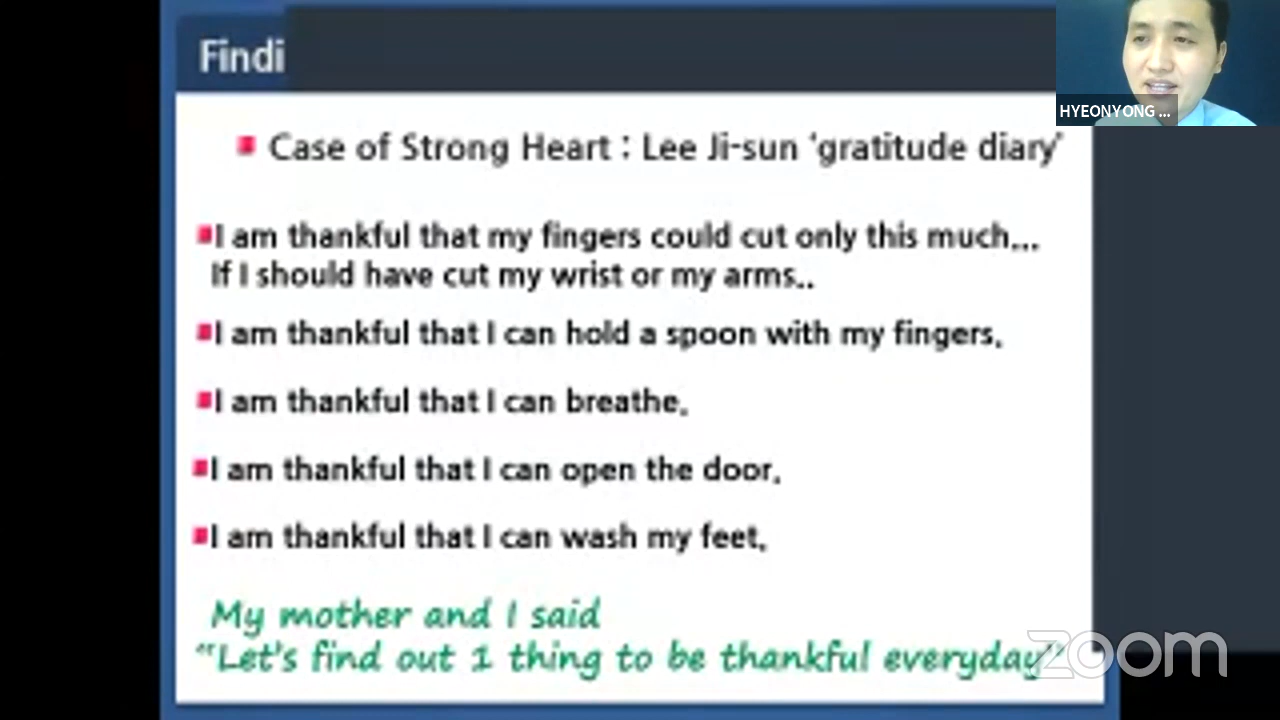 Findi
HYEONYONG ...
Case of Strong Heart : Lee Ji-sun 'gratitude diary'
I am thankful that my fingers could cut only this much...
If I should have cut my wrist or my arms..
I am thankful that I can hold a spoon with my fingers.
I am thankful that I can breathe.
I am thankful that I can open the door.
I am thankful that I can wash my feet.
My mother and I said
"Let's find out 1 thing to be thankful everyday"
zoom